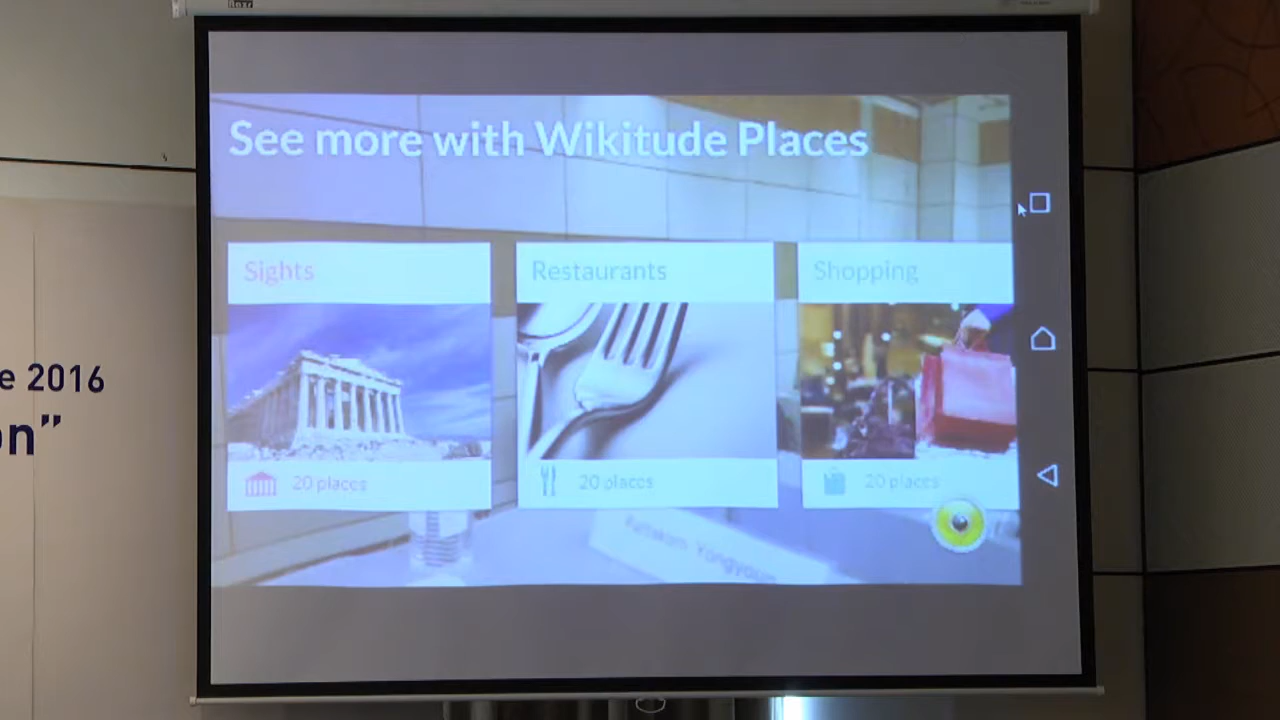 See more with Wikitude Places
Sights
Restaurants
Shopping
20 places
20 places
20 places
e 2016
on”